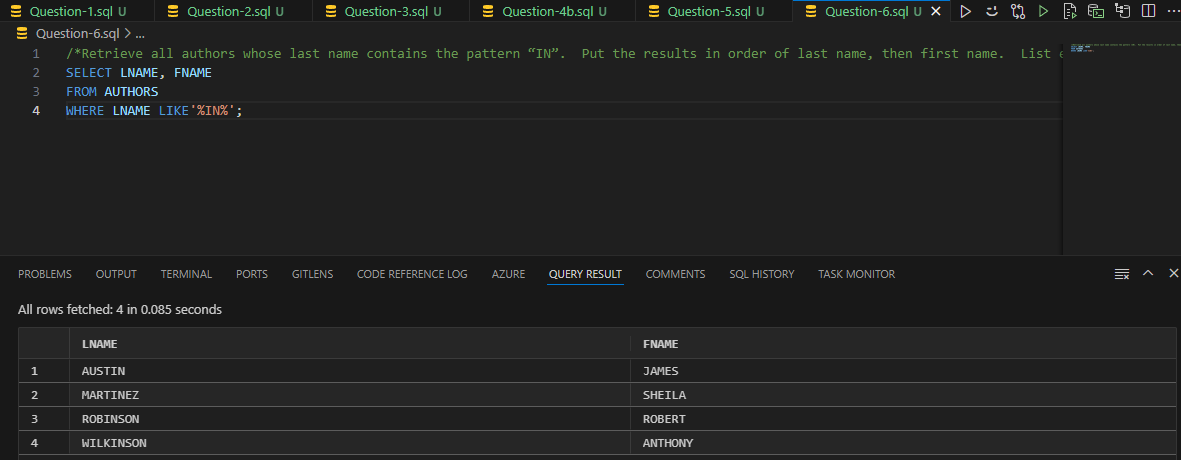 Question-1.sql U Question-2.sql U Question-3.sql U Question-4b.sql U Question-5.sql U Question-6.sql U
Question-6.sql > ...
1 /*Retrieve all authors whose last name contains the pattern “IN”.  Put the results in order of last name, then first name.  List e
2 SELECT LNAME, FNAME
3 FROM AUTHORS
4 WHERE LNAME LIKE'%IN%';
PROBLEMS OUTPUT TERMINAL PORTS GITLENS CODE REFERENCE LOG AZURE QUERY RESULT COMMENTS SQL HISTORY TASK MONITOR
All rows fetched: 4 in 0.085 seconds
LNAME FNAME
1 AUSTIN JAMES
2 MARTINEZ SHEILA
3 ROBINSON ROBERT
4 WILKINSON ANTHONY